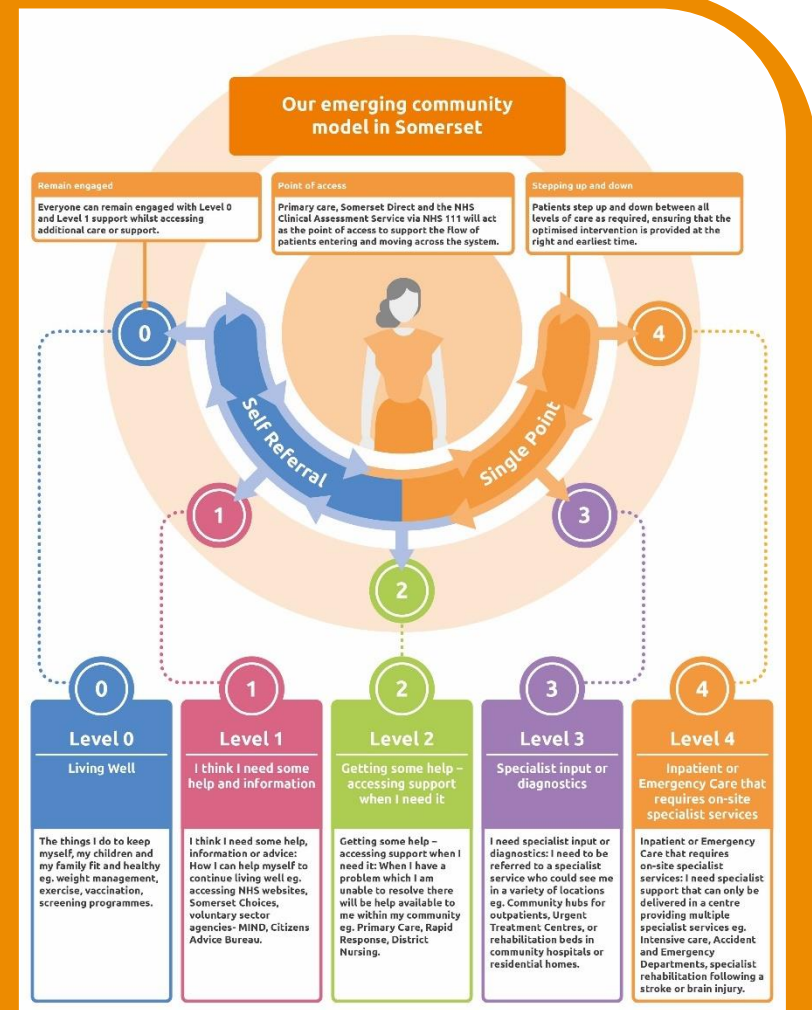 Our emerging community
model in Somerset
Remain engaged
Everyone can remain engaged with Level 0
and Level 1 support whilst accessing
additional care or support.
Point of access
Primary care, Somerset Direct and the NHS
Clinical Assessment Service via NHS 111 will act
as the point of access to support the flow of
patients entering and moving across the system.
Stepping up and down
Patients step up and down between all
levels of care as required, ensuring that the
optimised intervention is provided at the
right and earliest time.
0
4
Self Referral
Single Point
1
3
2
0
Level 0
Living Well
The things I do to keep
myself, my children and
my family fit and healthy
eg. weight management,
exercise, vaccination,
screening programmes.
1
Level 1
I think I need some
help and information
I think I need some help,
information or advice:
How I can help myself to
continue living well eg.
accessing NHS websites,
Somerset Choices,
voluntary sector
agencies- MIND, Citizens
Advice Bureau.
2
Level 2
Getting some help –
accessing support
when I need it
Getting some help –
accessing support when I
need it: When I have a
problem which I am
unable to resolve there
will be help available to
me within my community
eg. Primary Care, Rapid
Response, District
Nursing.
3
Level 3
Specialist input or
diagnostics
I need specialist input or
diagnostics: I need to be
referred to a specialist
service who could see me
in a variety of locations
eg. Community hubs for
outpatients, Urgent
Treatment Centres, or
rehabilitation beds in
community hospitals or
residential homes.
4
Level 4
Inpatient or
Emergency Care that
requires on-site
specialist services
Inpatient or Emergency
Care that requires
on-site specialist
services: I need specialist
support that can only be
delivered in a centre
providing multiple
specialist services eg.
Intensive care, Accident
and Emergency
Departments, specialist
rehabilitation following a
stroke or brain injury.